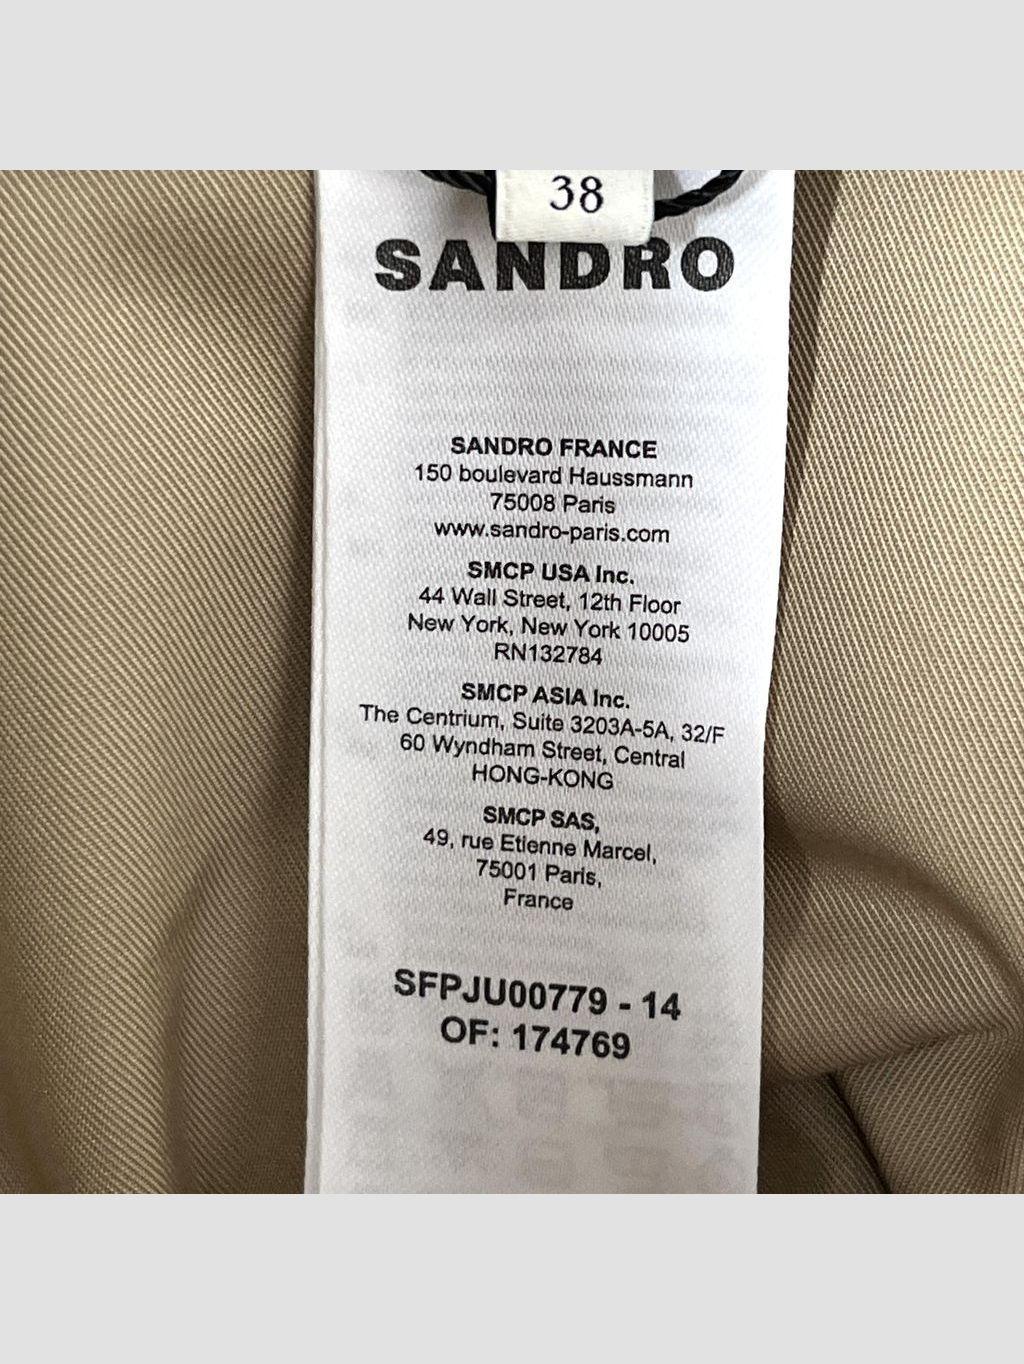 38
SANDRO
SANDRO FRANCE
150 boulevard Haussmann
75008 Paris
www.sandro-paris.com
SMCP USA Inc.
44 Wall Street, 12th Floor
New York, New York 10005
RN132784
SMCP ASIA Inc.
The Centrium, Suite 3203A-5A, 32/F
60 Wyndham Street, Central
HONG-KONG
SMCP SAS,
49, rue Etienne Marcel,
75001 Paris,
France
SFPJU00779 - 14
OF: 174769